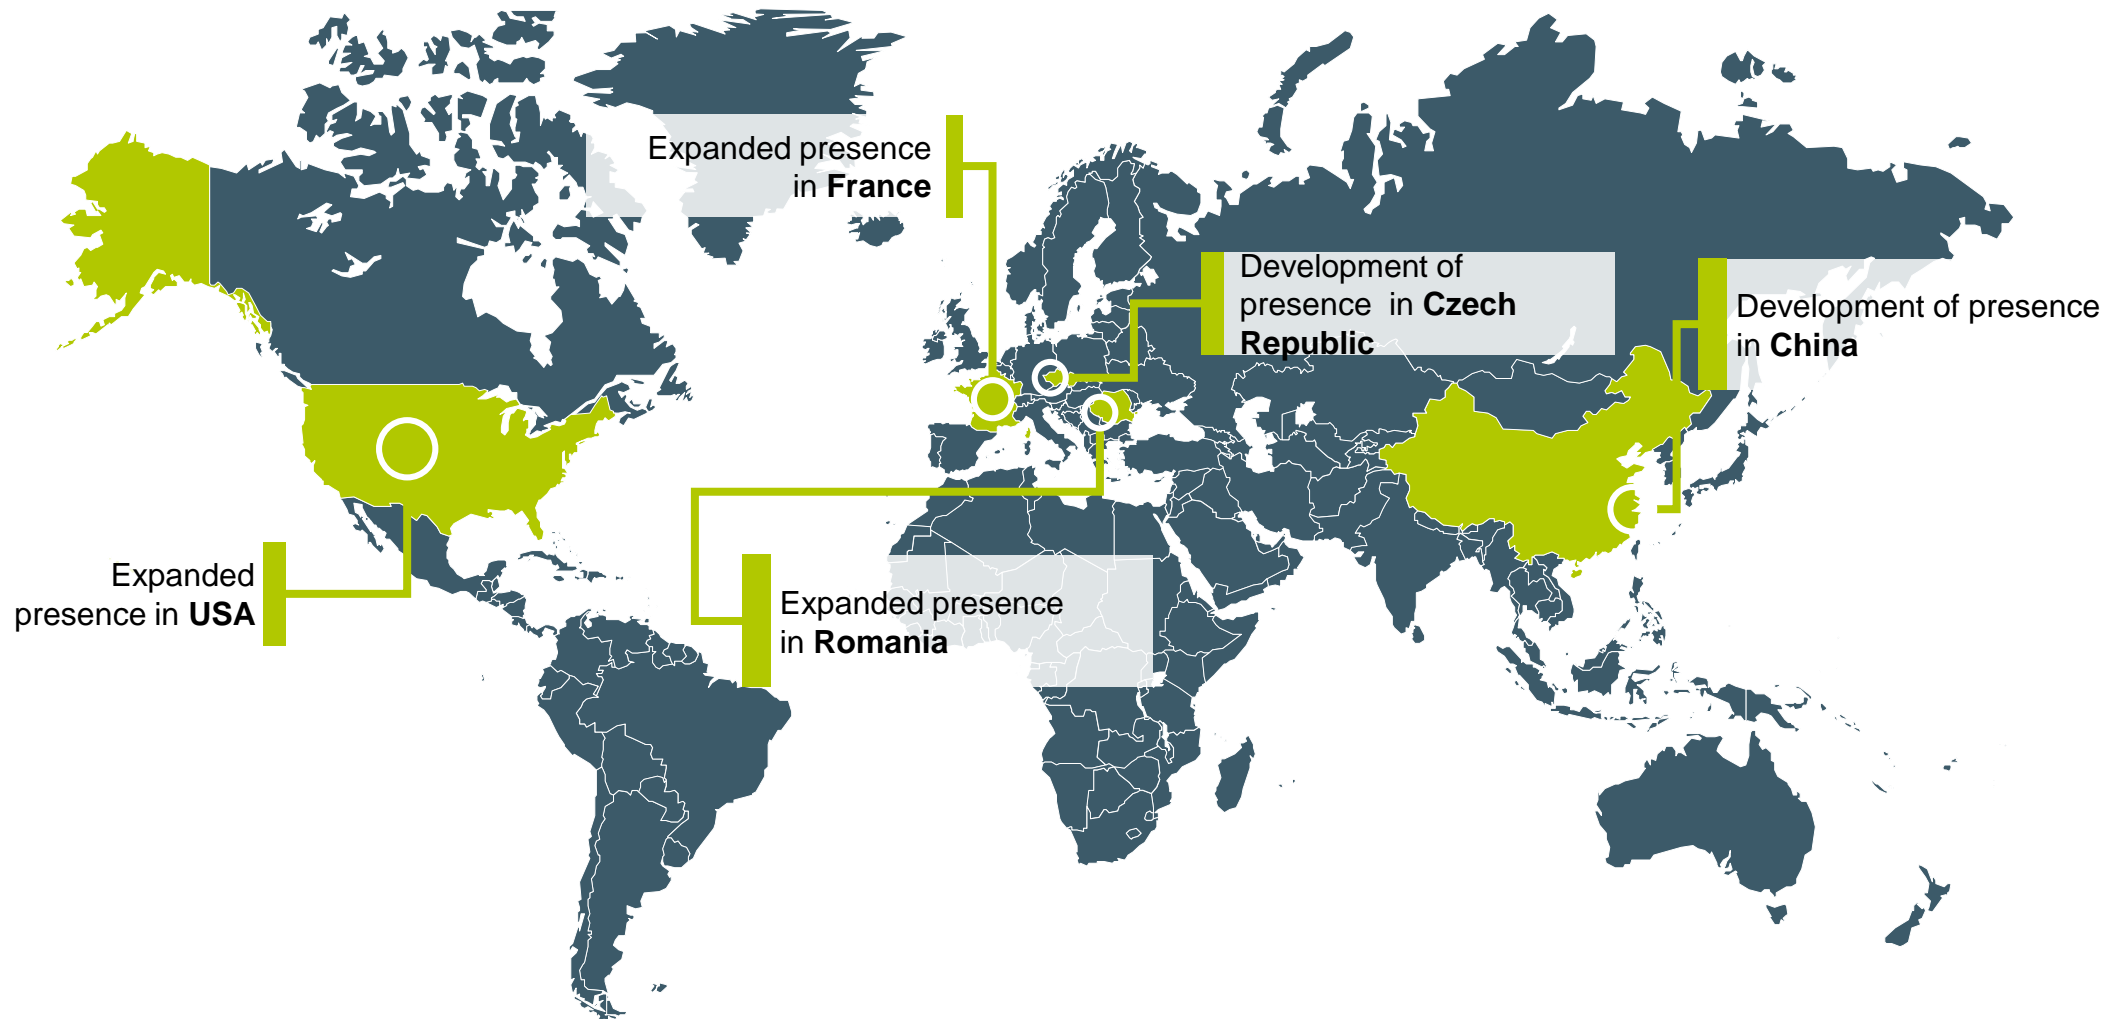 Expanded presence
in France
Development of
presence  in Czech
Republic
Development of presence
in China
Expanded
presence in USA
Expanded presence
in Romania